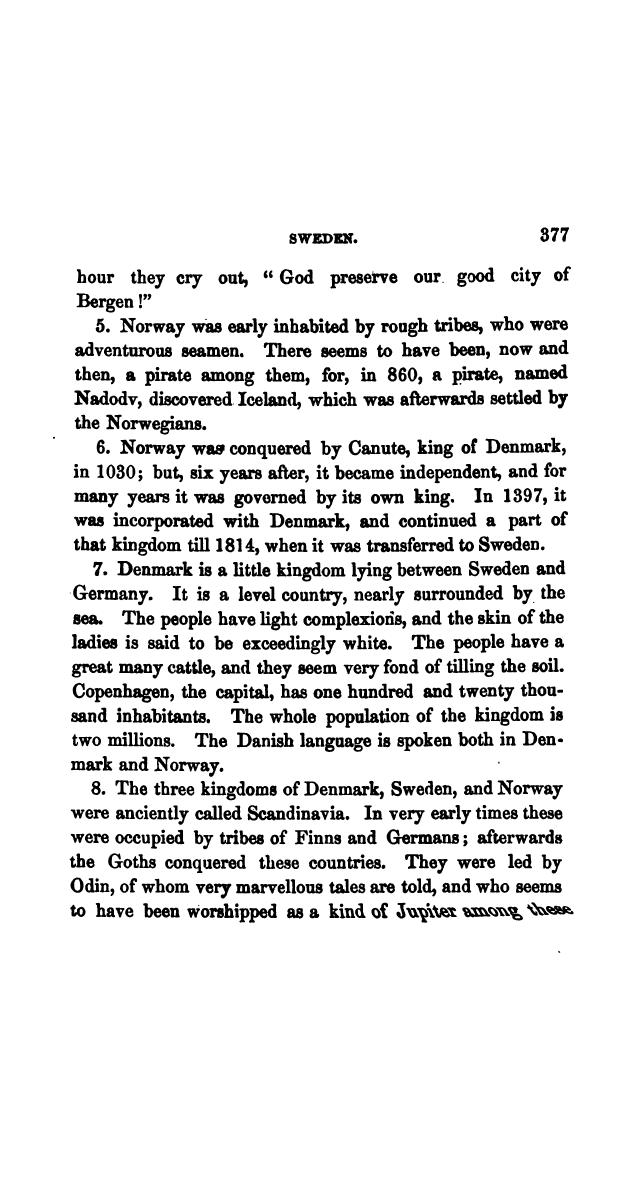 SWEDEN. 377
hour they cry out, “ God preserve our good city of
Bergen !”
5. Norway was early inhabited by rough tribes, who were
adventurous seamen. There seems to have been, now and
then, a pirate among them, for, in 860, a pirate, named
Nadodv, discovered Iceland, which was afterwards settled by
the Norwegians.
6. Norway was conquered by Canute, king of Denmark,
in 1030; but, six years after, it became independent, and for
many years it was governed by its own king. In 1397, it
was incorporated with Denmark, and continued a part of
that kingdom till 1814, when it was transferred to Sweden.
7. Denmark is a little kingdom lying between Sweden and
Germany. It is a level country, nearly surrounded by the
sea. The people have light complexions, and the skin of the
ladies is said to be exceedingly white. The people have a
great many cattle, and they seem very fond of tilling the soil.
Copenhagen, the capital, has one hundred and twenty thou-
sand inhabitants. The whole population of the kingdom is
two millions. The Danish language is spoken both in Den-
mark and Norway.
8. The three kingdoms of Denmark, Sweden, and Norway
were anciently called Scandinavia. In very early times these
were occupied by tribes of Finns and Germans; afterwards
the Goths conquered these countries. They were led by
Odin, of whom very marvellous tales are told, and who seems
to have been worshipped as a kind of Jupiter among these